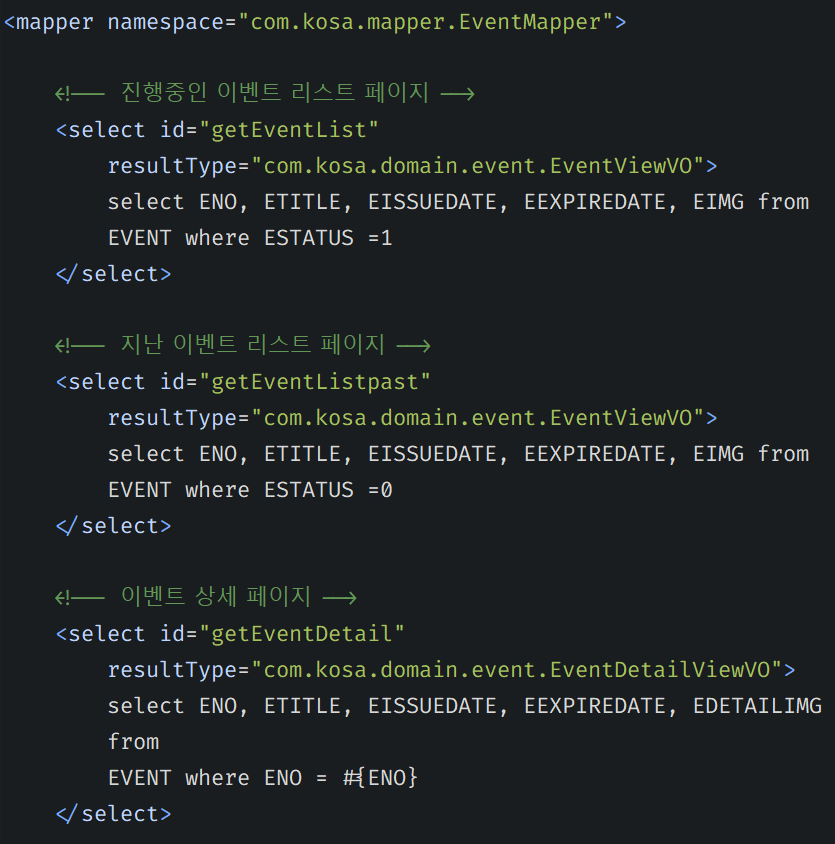 <mapper namespace="com.kosa.mapper.EventMapper">
<!-- 진행중인 이벤트 리스트 페이지 -->
<select id="getEventList"
resultType="com.kosa.domain.event.EventViewVO">
select ENO, ETITLE, EISSUEDATE, EEXPIREDATE, EIMG from
EVENT where ESTATUS =1
</select>
<!-- 지난 이벤트 리스트 페이지 -->
<select id="getEventListpast"
resultType="com.kosa.domain.event.EventViewVO">
select ENO, ETITLE, EISSUEDATE, EEXPIREDATE, EIMG from
EVENT where ESTATUS =0
</select>
<!-- 이벤트 상세 페이지 -->
<select id="getEventDetail"
resultType="com.kosa.domain.event.EventDetailViewVO">
select ENO, ETITLE, EISSUEDATE, EEXPIREDATE, EDETAILIMG
from
EVENT where ENO = #{ENO}
</select>